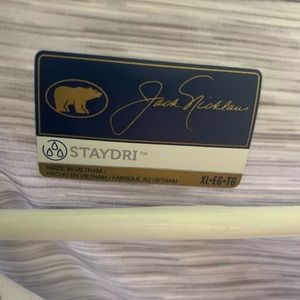 Jack Nicklaus
STAYDRI™
MADE IN VIETNAM /
HECHO EN VIETNAM / FABRIQUÉ AU VIETNAM
XL•EG•TG